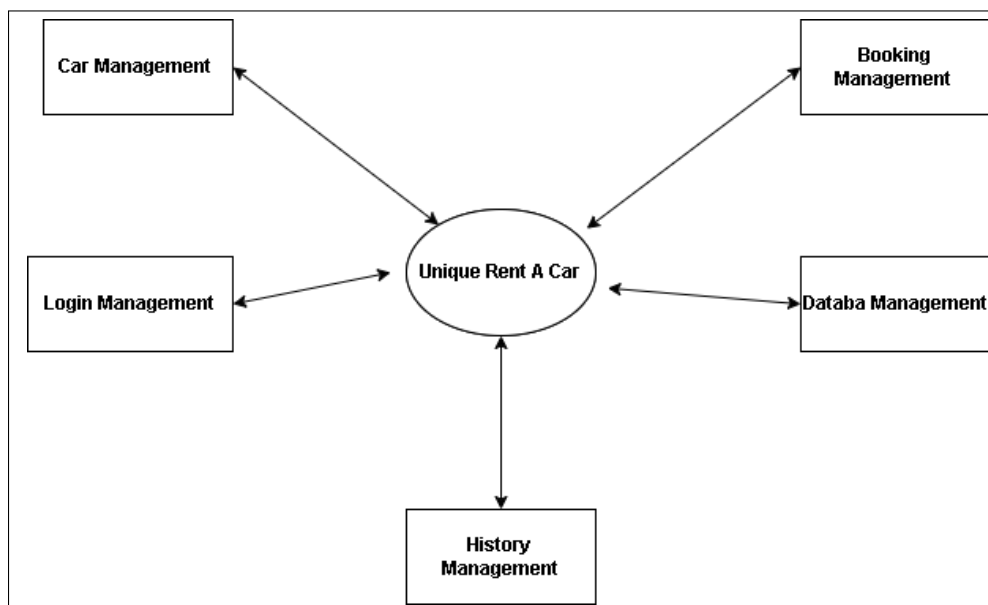 Car Management
Booking
Management
Unique Rent A Car
Login Management
Databa Management
History
Management